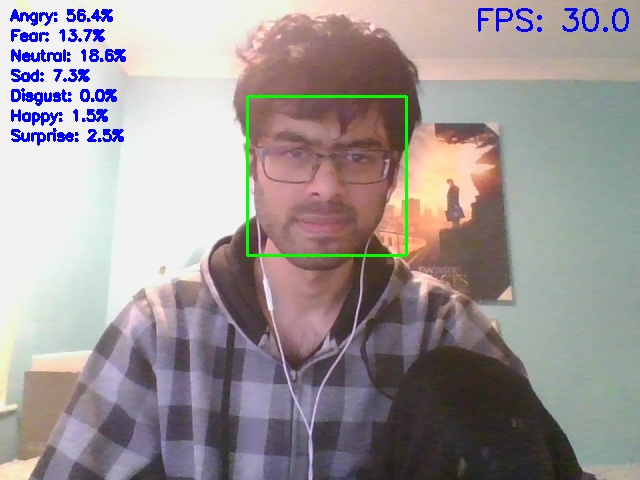 Angry: 56.4%
Fear: 13.7%
Neutral: 18.6%
Sad: 7.3%
Disgust: 0.0%
Happy: 1.5%
Surprise: 2.5%
FPS: 30.0
FANTASTIC